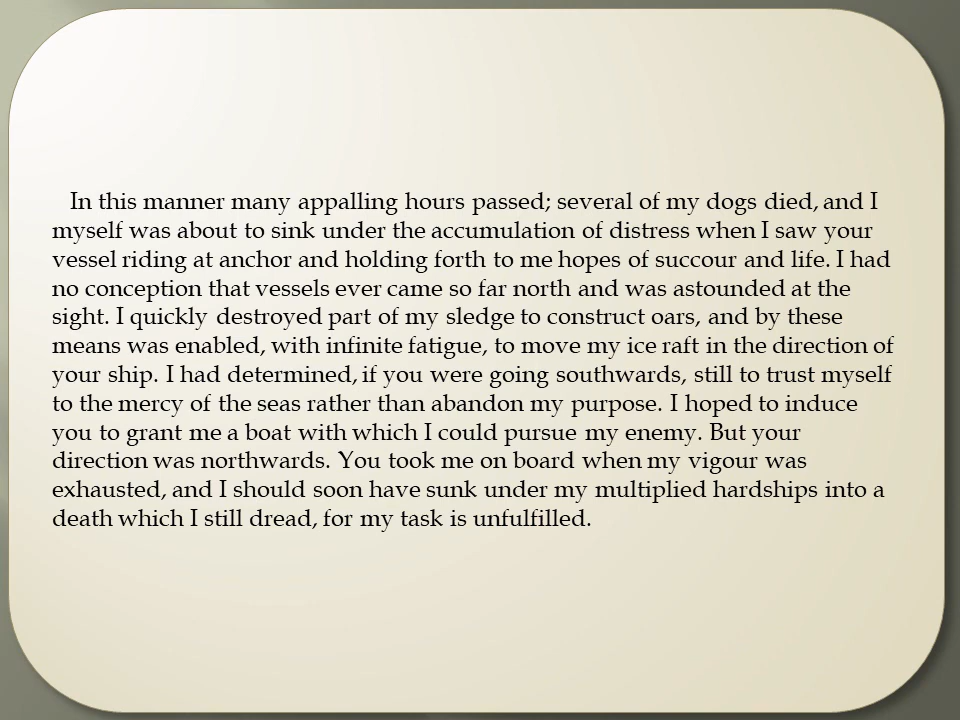 In this manner many appalling hours passed; several of my dogs died, and I
myself was about to sink under the accumulation of distress when I saw your
vessel riding at anchor and holding forth to me hopes of succour and life. I had
no conception that vessels ever came so far north and was astounded at the
sight. I quickly destroyed part of my sledge to construct oars, and by these
means was enabled, with infinite fatigue, to move my ice raft in the direction of
your ship. I had determined, if you were going southwards, still to trust myself
to the mercy of the seas rather than abandon my purpose. I hoped to induce
you to grant me a boat with which I could pursue my enemy. But your
direction was northwards. You took me on board when my vigour was
exhausted, and I should soon have sunk under my multiplied hardships into a
death which I still dread, for my task is unfulfilled.